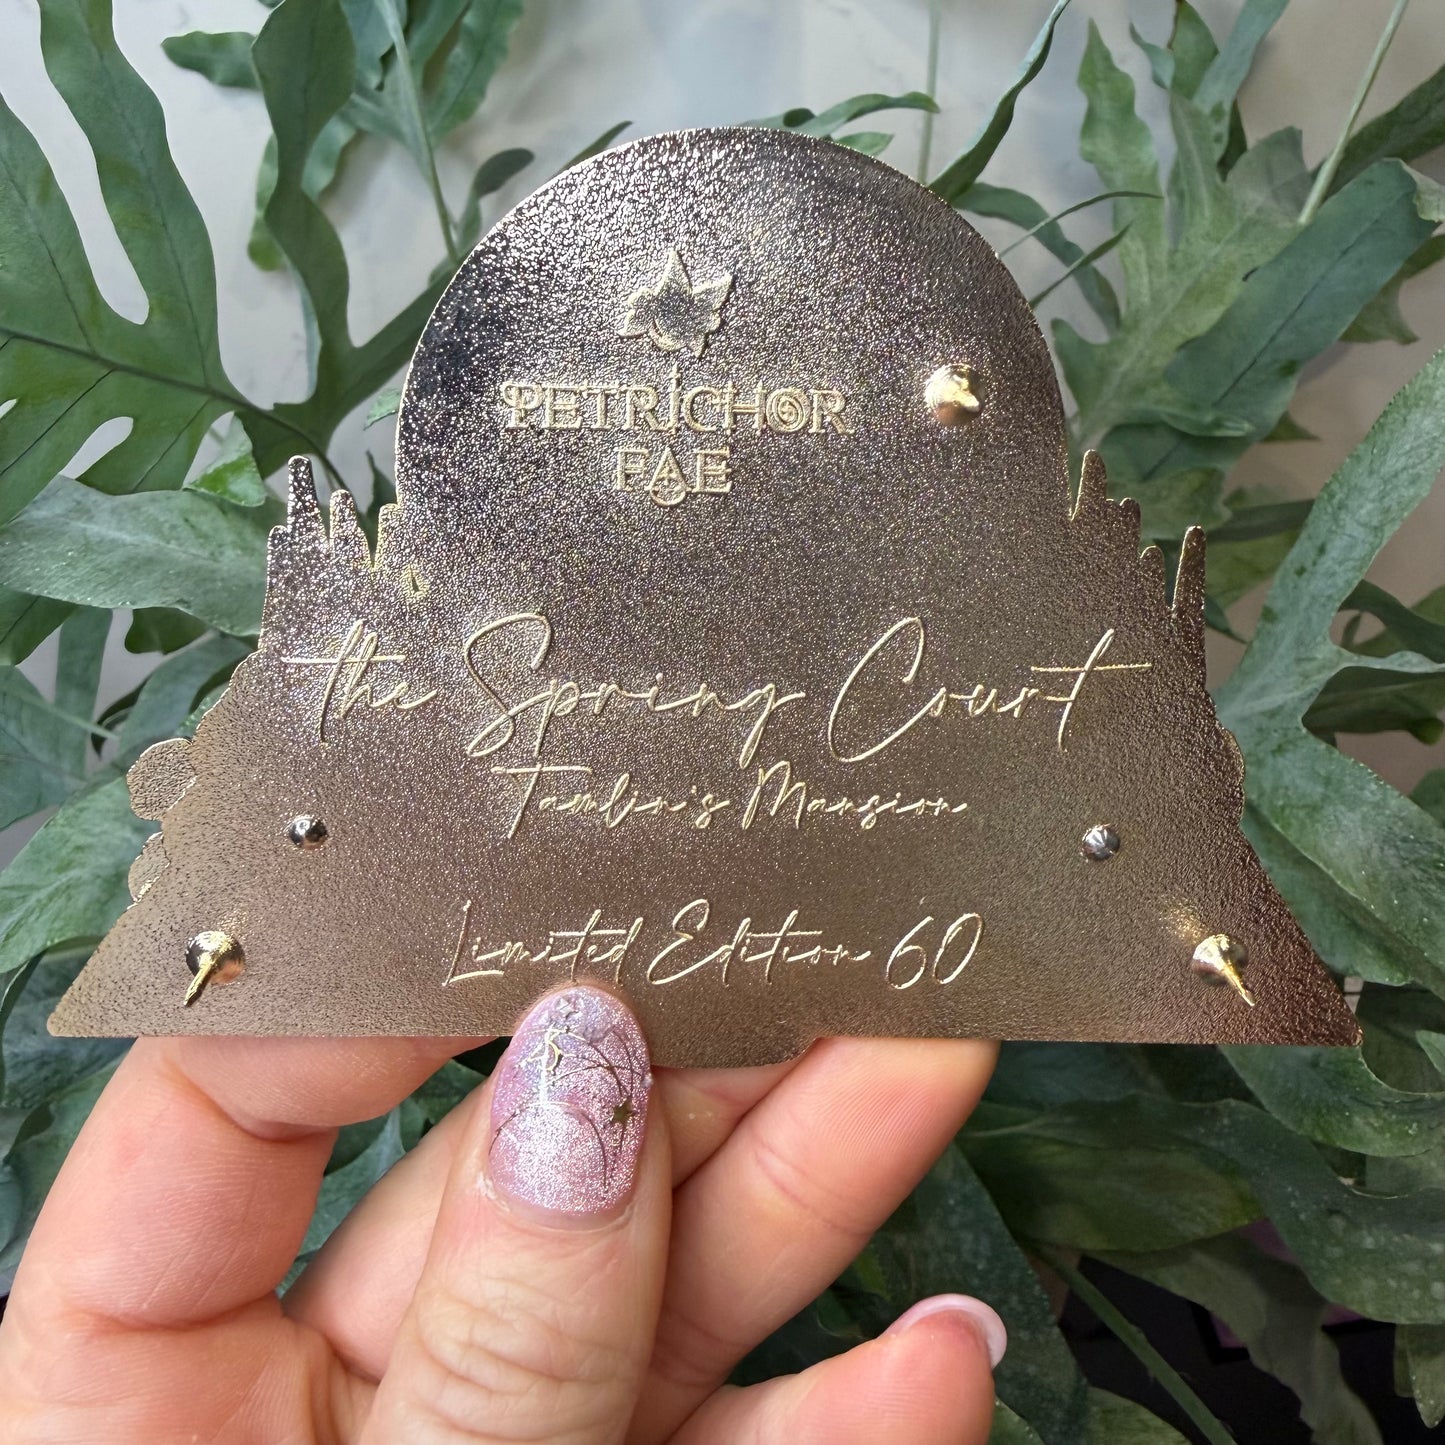 PETRICHOR
FAE
the Spring Court
Tamlin's Mansion
Limited Edition 60